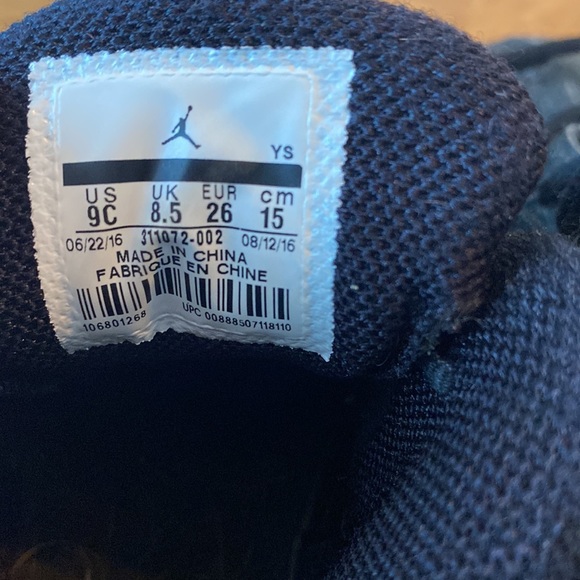 YS
US UK EUR cm
9C 8.5 26 15
06/22/16 311072-002 08/12/16
MADE IN CHINA
FABRIQUE EN CHINE
106801268 UPC 00888507118110